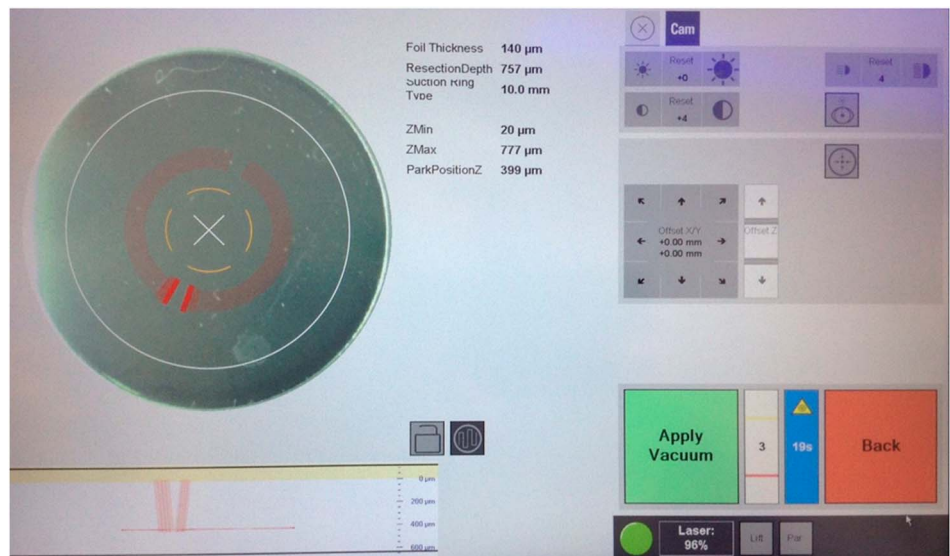 Cam
Foil Thickness 140 µm
ResectionDepth 757 µm
Suction Ring
Type 10.0 mm
ZMin 20 µm
ZMax 777 µm
ParkPositionZ 399 µm
Reset
+0
Reset
4
Reset
+4
Offset X/Y
+0.00 mm
+0.00 mm
Offset Z
Apply
Vacuum
3
19s
Back
0 µm
200 µm
400 µm
600 µm
Laser:
96%
Lift
Par